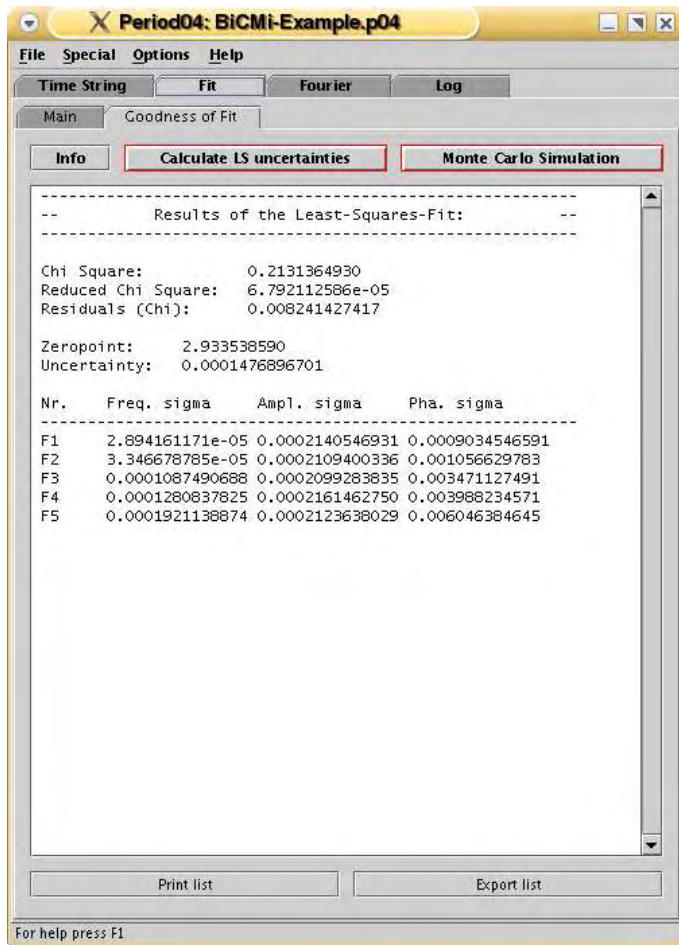 Period04: BiCMi-Example.p04
File Special Options Help
Time String Fit Fourier Log
Main Goodness of Fit
Info Calculate LS uncertainties Monte Carlo Simulation
---------------------------------------------------------
-- Results of the Least-Squares-Fit: --
---------------------------------------------------------
Chi Square: 0.2131364930
Reduced Chi Square: 6.792112586e-05
Residuals (Chi): 0.008241427417
Zeropoint: 2.933538590
Uncertainty: 0.0001476896701
Nr. Freq. sigma Ampl. sigma Pha. sigma
---------------------------------------------------------
F1 2.894161171e-05 0.0002140546931 0.0009034546591
F2 3.346678785e-05 0.0002109400336 0.001056629783
F3 0.0001087490688 0.0002099283835 0.003471127491
F4 0.0001280837825 0.0002161462750 0.003988234571
F5 0.0001921138874 0.0002123638029 0.006046384645
Print list Export list
For help press F1